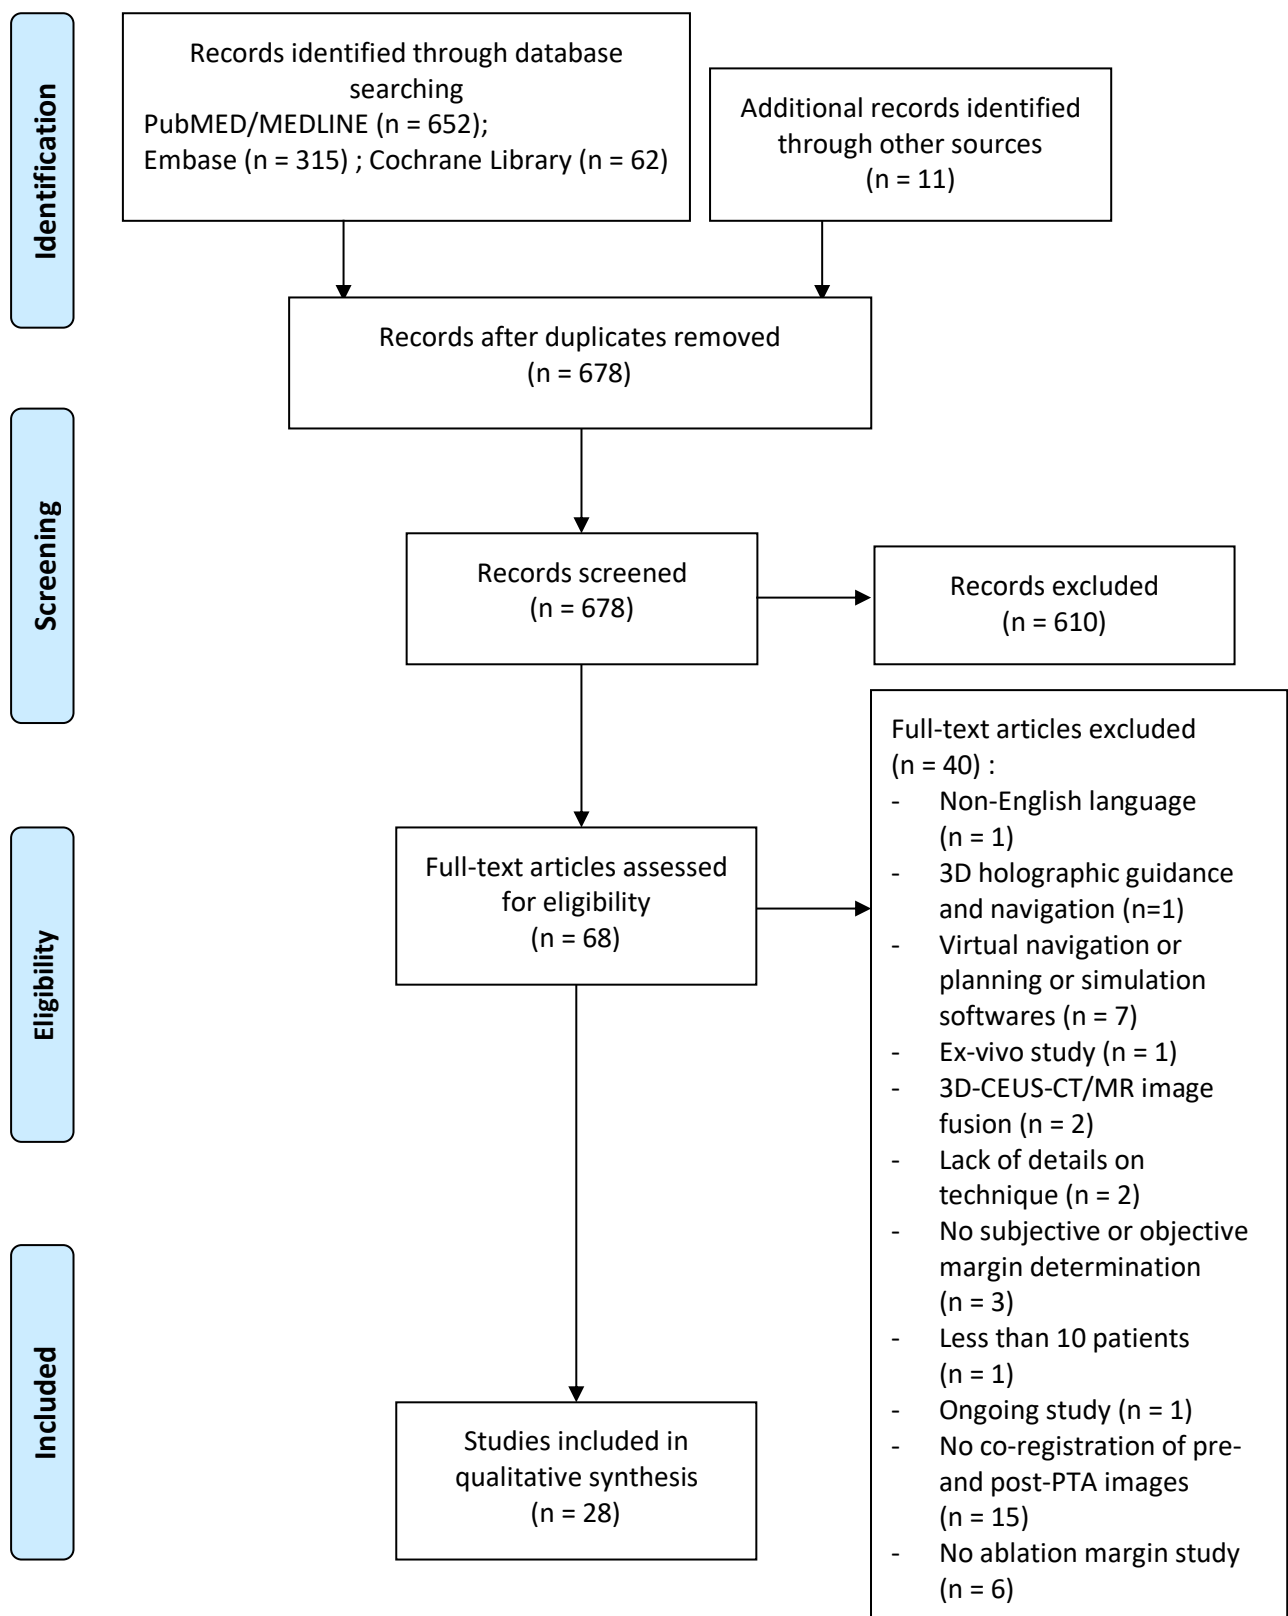 Identification
Records identified through database
searching
PubMED/MEDLINE (n = 652);
Embase (n = 315) ; Cochrane Library (n = 62)
Additional records identified
through other sources
(n = 11)
Records after duplicates removed
(n = 678)
Screening
Records screened
(n = 678)
Records excluded
(n = 610)
Eligibility
Full-text articles assessed
for eligibility
(n = 68)
Full-text articles excluded
(n = 40) :
- Non-English language
(n = 1)
- 3D holographic guidance
and navigation (n=1)
- Virtual navigation or
planning or simulation
softwares (n = 7)
- Ex-vivo study (n = 1)
- 3D-CEUS-CT/MR image
fusion (n = 2)
- Lack of details on
technique (n = 2)
- No subjective or objective
margin determination
(n = 3)
- Less than 10 patients
(n = 1)
- Ongoing study (n = 1)
- No co-registration of pre-
and post-PTA images
(n = 15)
- No ablation margin study
(n = 6)
Included
Studies included in
qualitative synthesis
(n = 28)